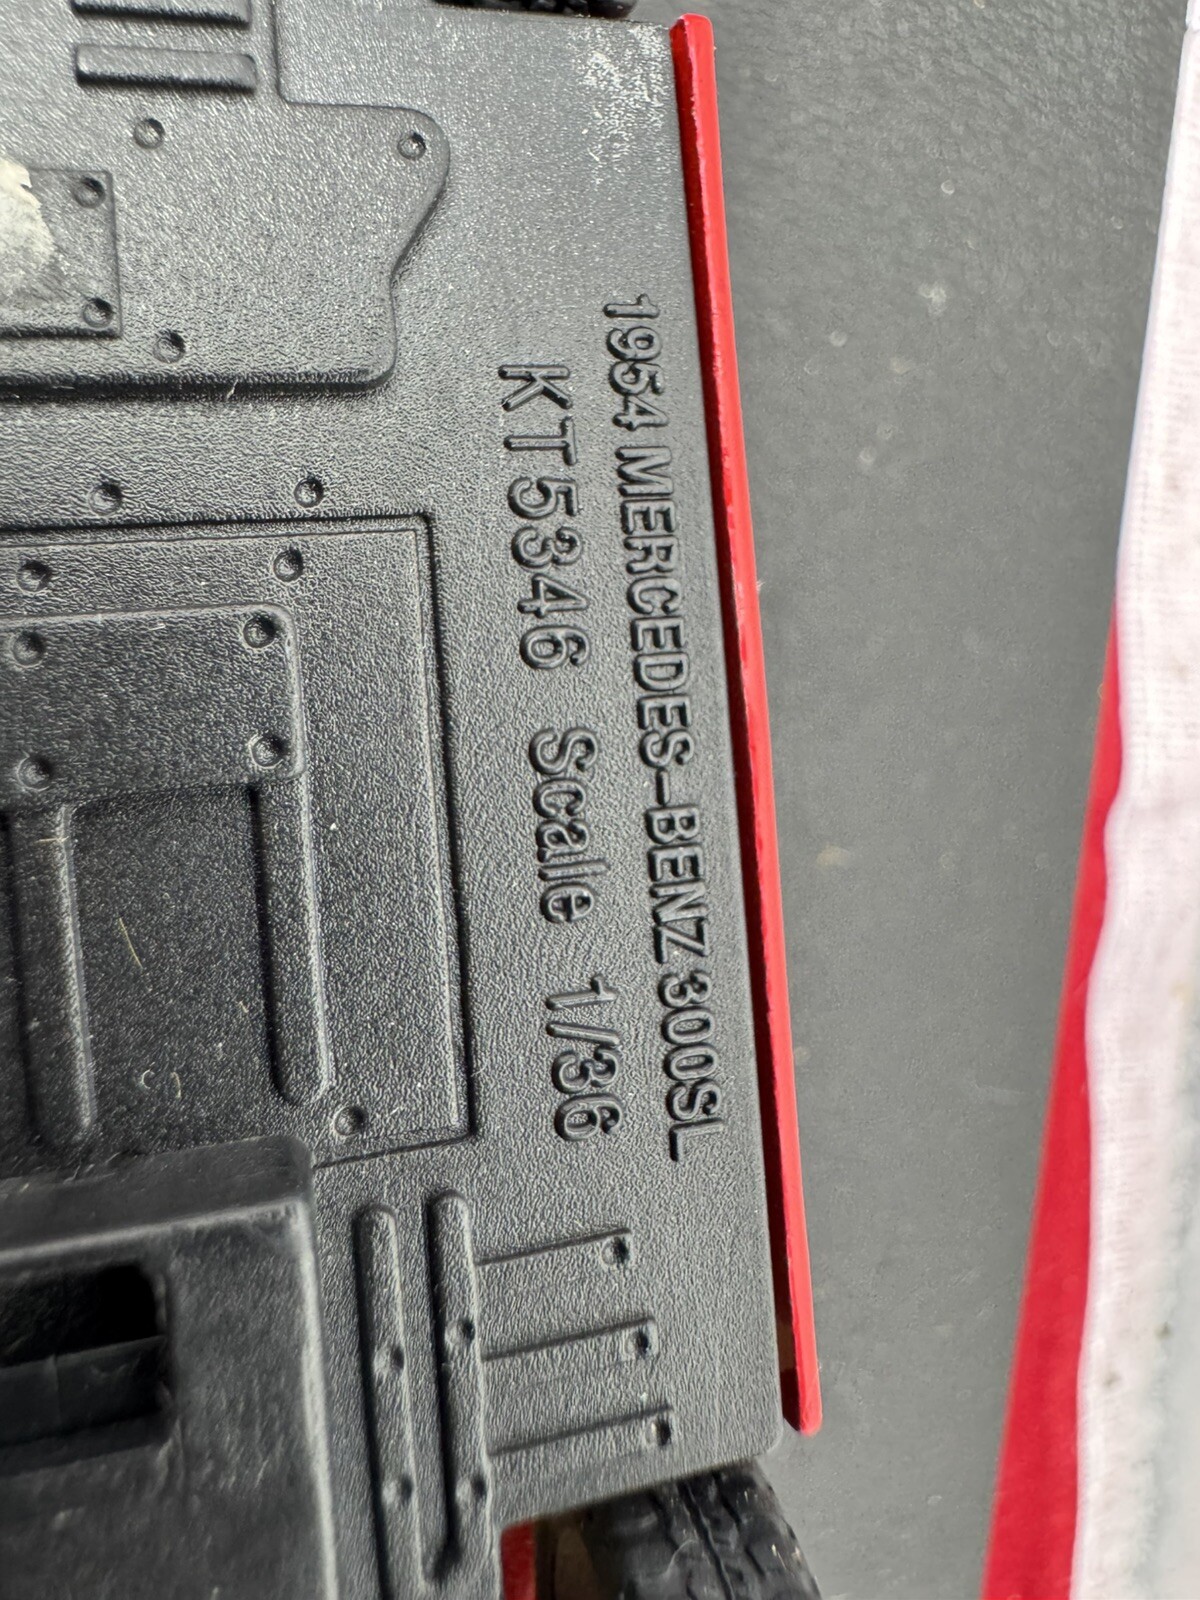 1954 MERCEDES-BENZ 300SL
KT5346 Scale 1/36